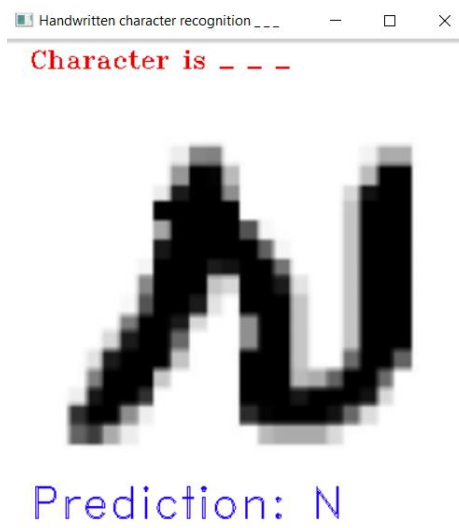 Handwritten character recognition _ _ _
Character is _ _ _
N
Prediction: N